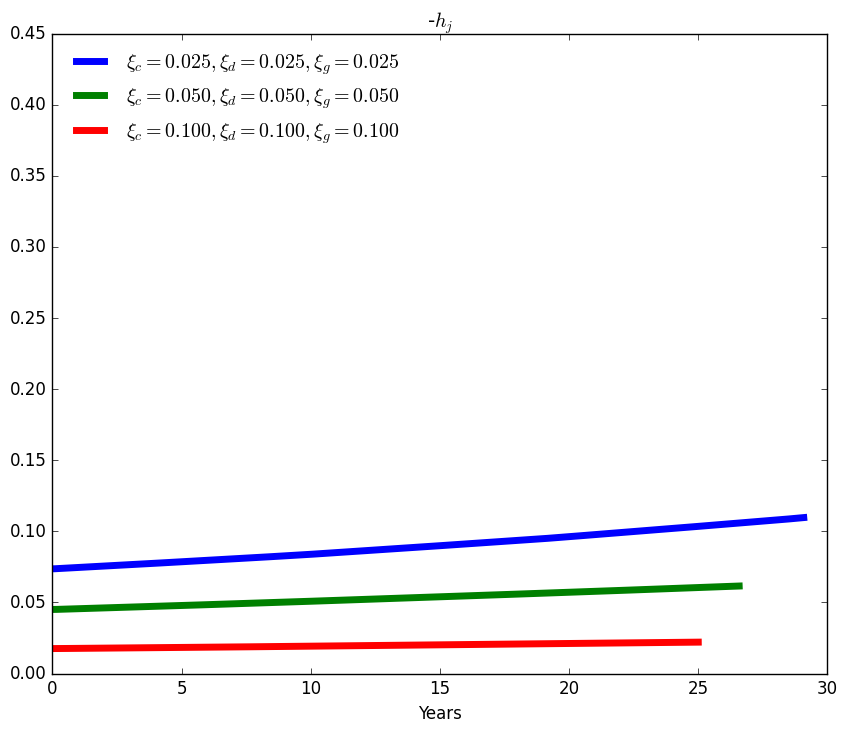 -h_j
ξ_c = 0.025, ξ_d = 0.025, ξ_g = 0.025
ξ_c = 0.050, ξ_d = 0.050, ξ_g = 0.050
ξ_c = 0.100, ξ_d = 0.100, ξ_g = 0.100
0.45
0.40
0.35
0.30
0.25
0.20
0.15
0.10
0.05
0.00
0 5 10 15 20 25 30
Years